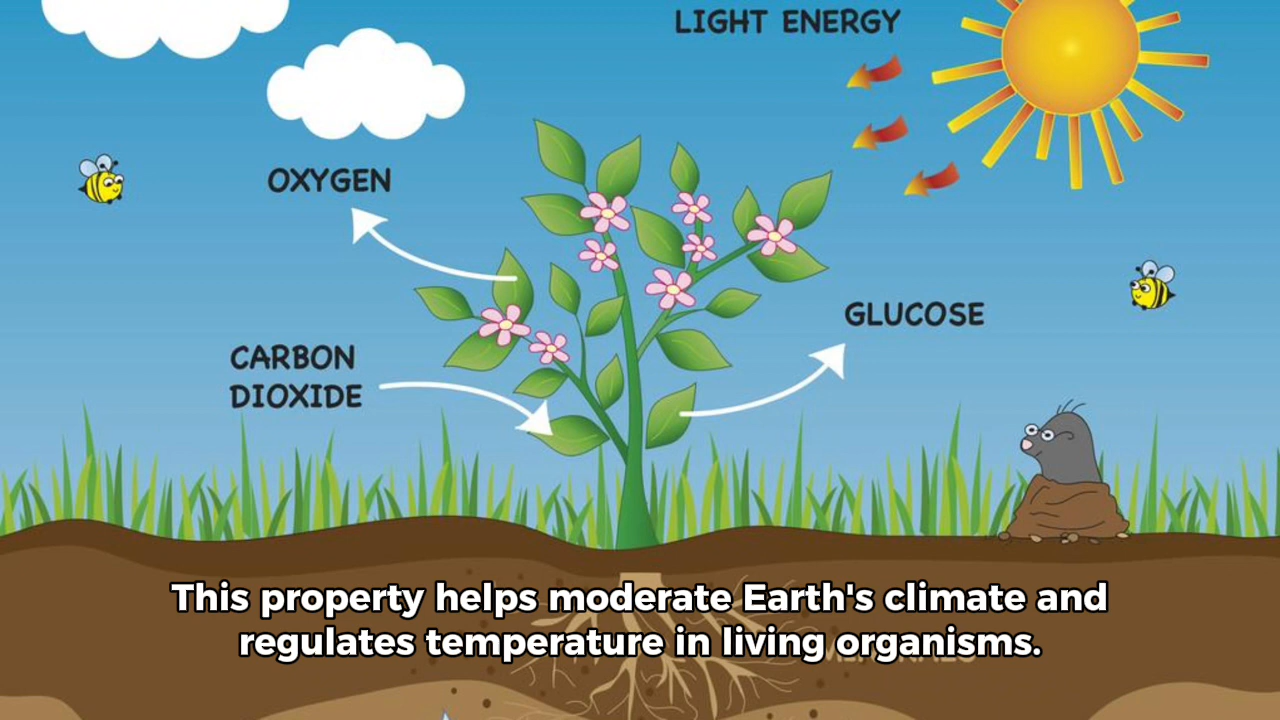 LIGHT ENERGY
OXYGEN
GLUCOSE
CARBON
DIOXIDE
This property helps moderate Earth's climate and
regulates temperature in living organisms.